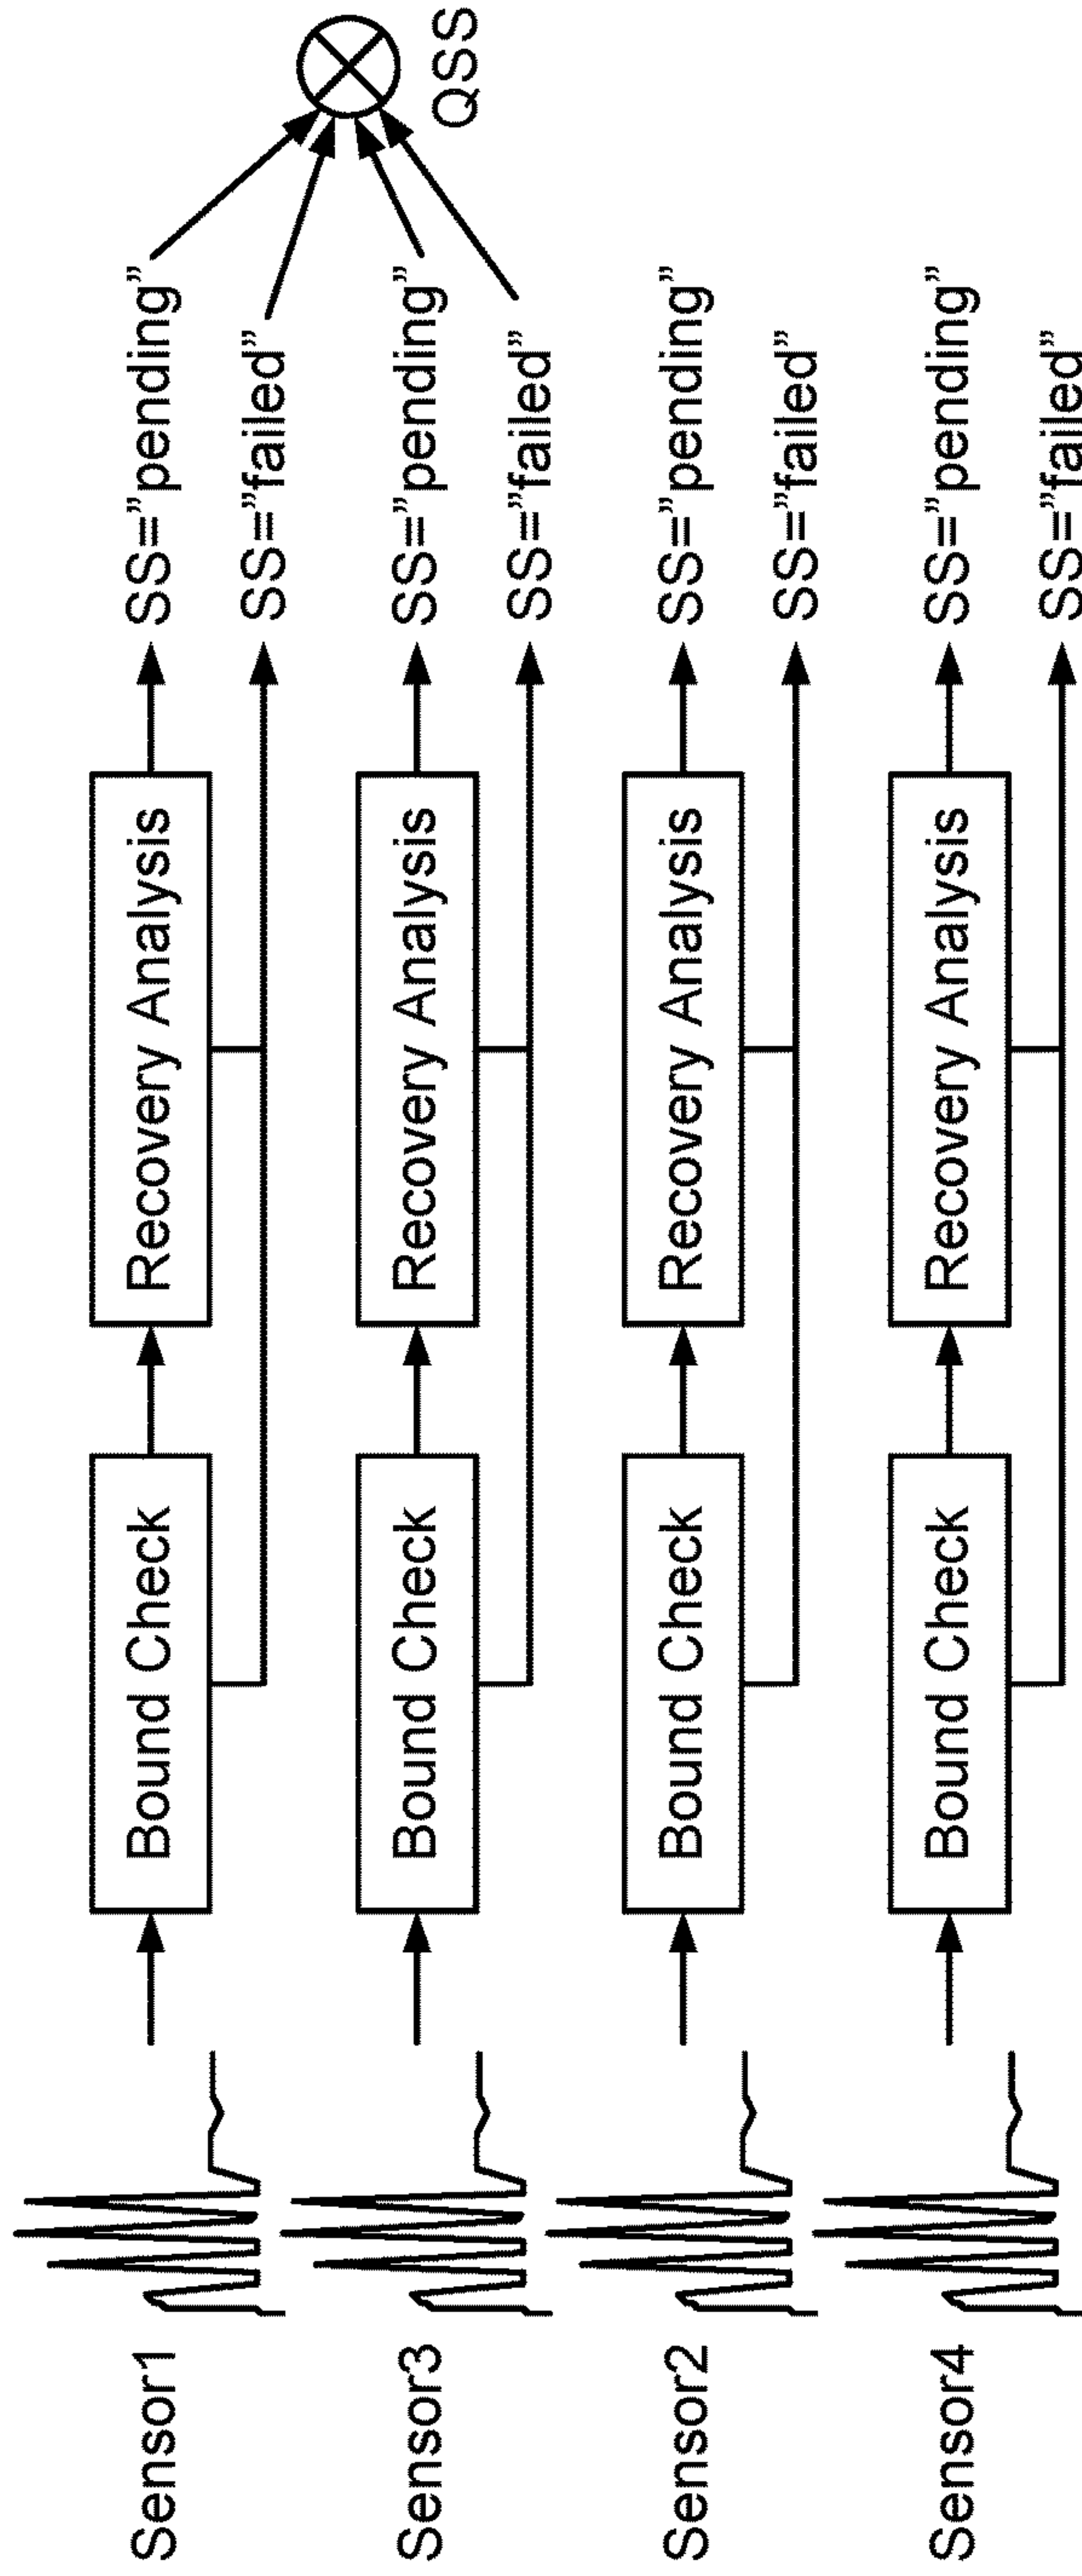 Sensor1
Bound Check
Recovery Analysis
SS="pending"
SS="failed"
QSS
Sensor3
Bound Check
Recovery Analysis
SS="pending"
SS="failed"
Sensor2
Bound Check
Recovery Analysis
SS="pending"
SS="failed"
Sensor4
Bound Check
Recovery Analysis
SS="pending"
SS="failed"